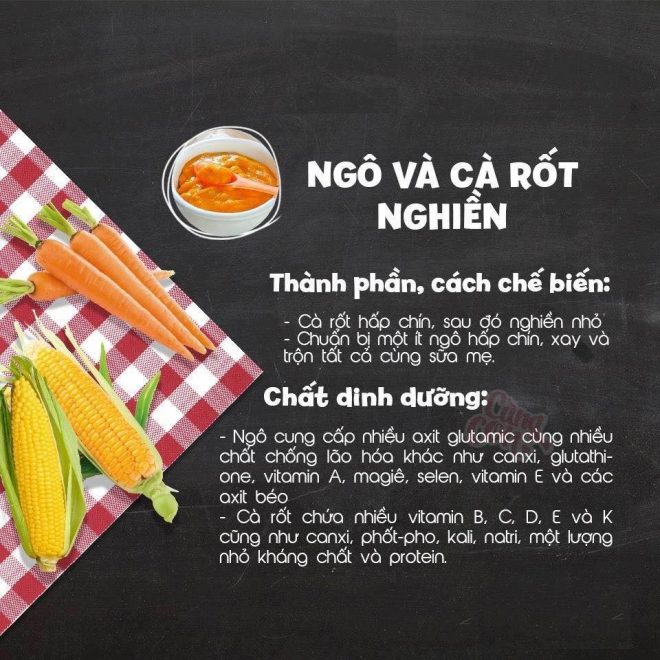 NGÔ VÀ CÀ RỐT
NGHIỀN
Thành phần, cách chế biến:
- Cà rốt hấp chín, sau đó nghiền nhỏ
- Chuẩn bị một ít ngô hấp chín, xay và
trộn tất cả cùng sữa mẹ.
Chất dinh dưỡng:
- Ngô cung cấp nhiều axit glutamic cùng nhiều
chất chống lão hóa khác như canxi, glutathi-
one, vitamin A, magiê, selen, vitamin E và các
axit béo
- Cà rốt chứa nhiều vitamin B, C, D, E và K
cũng như canxi, phốt-pho, kali, natri, một lượng
nhỏ kháng chất và protein.